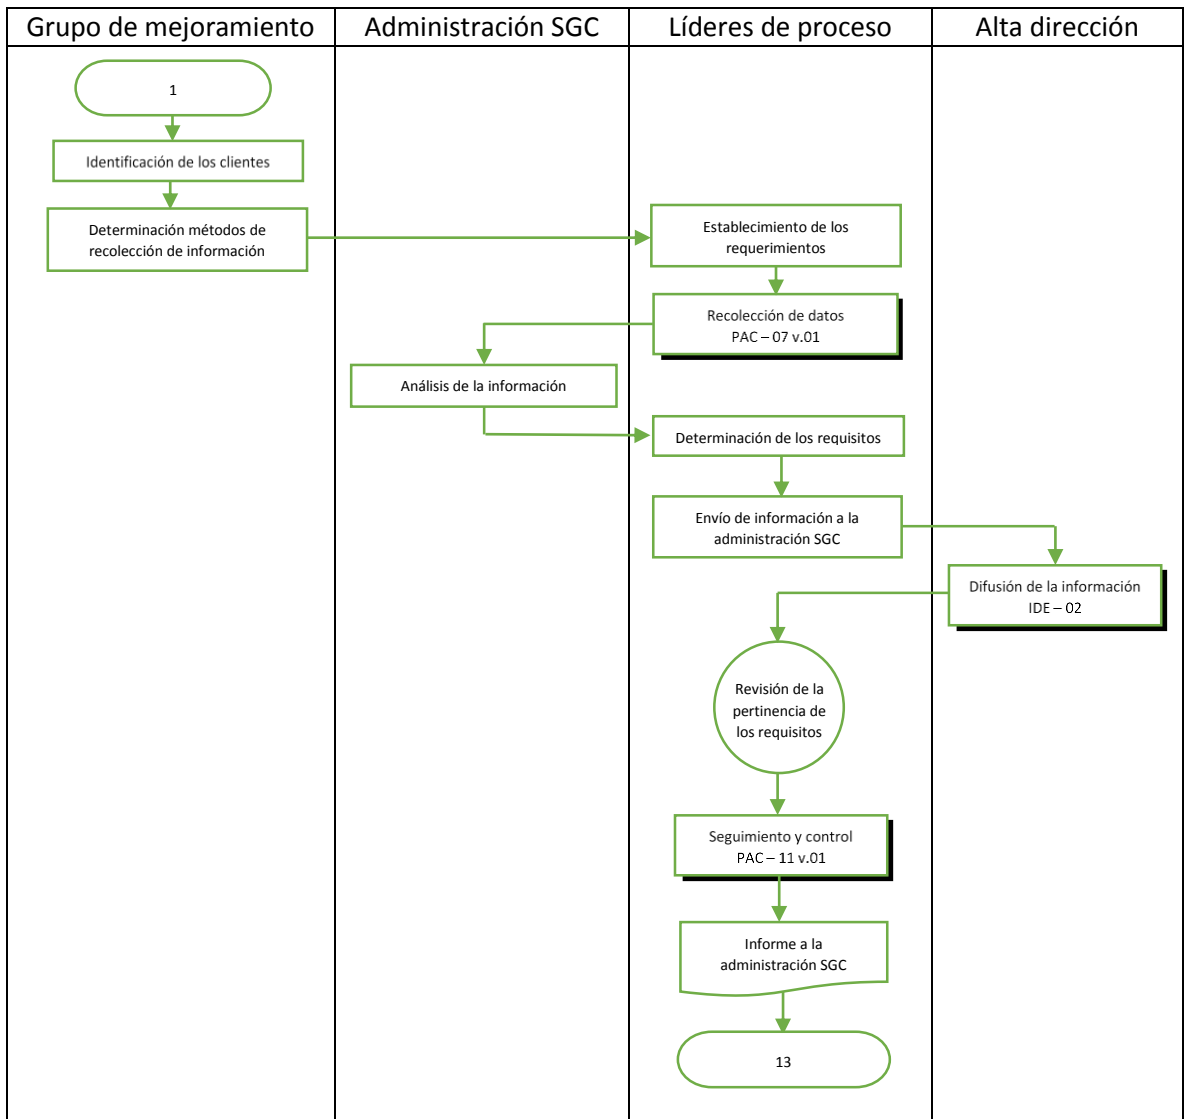 Grupo de mejoramiento
Administración SGC
Líderes de proceso
Alta dirección
1
Identificación de los clientes
Determinación métodos de
recolección de información
Establecimiento de los
requerimientos
Recolección de datos
PAC – 07 v.01
Análisis de la información
Determinación de los requisitos
Envío de información a la
administración SGC
Difusión de la información
IDE – 02
Revisión de la
pertinencia de
los requisitos
Seguimiento y control
PAC – 11 v.01
Informe a la
administración SGC
13